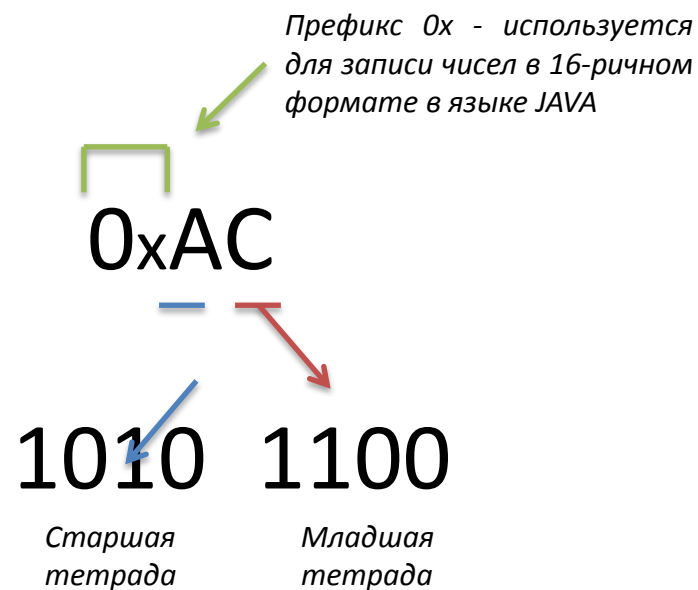 Префикс 0x - используется
для записи чисел в 16-ричном
формате в языке JAVA
0xAC
1010 1100
Старшая Младшая
тетрада тетрада